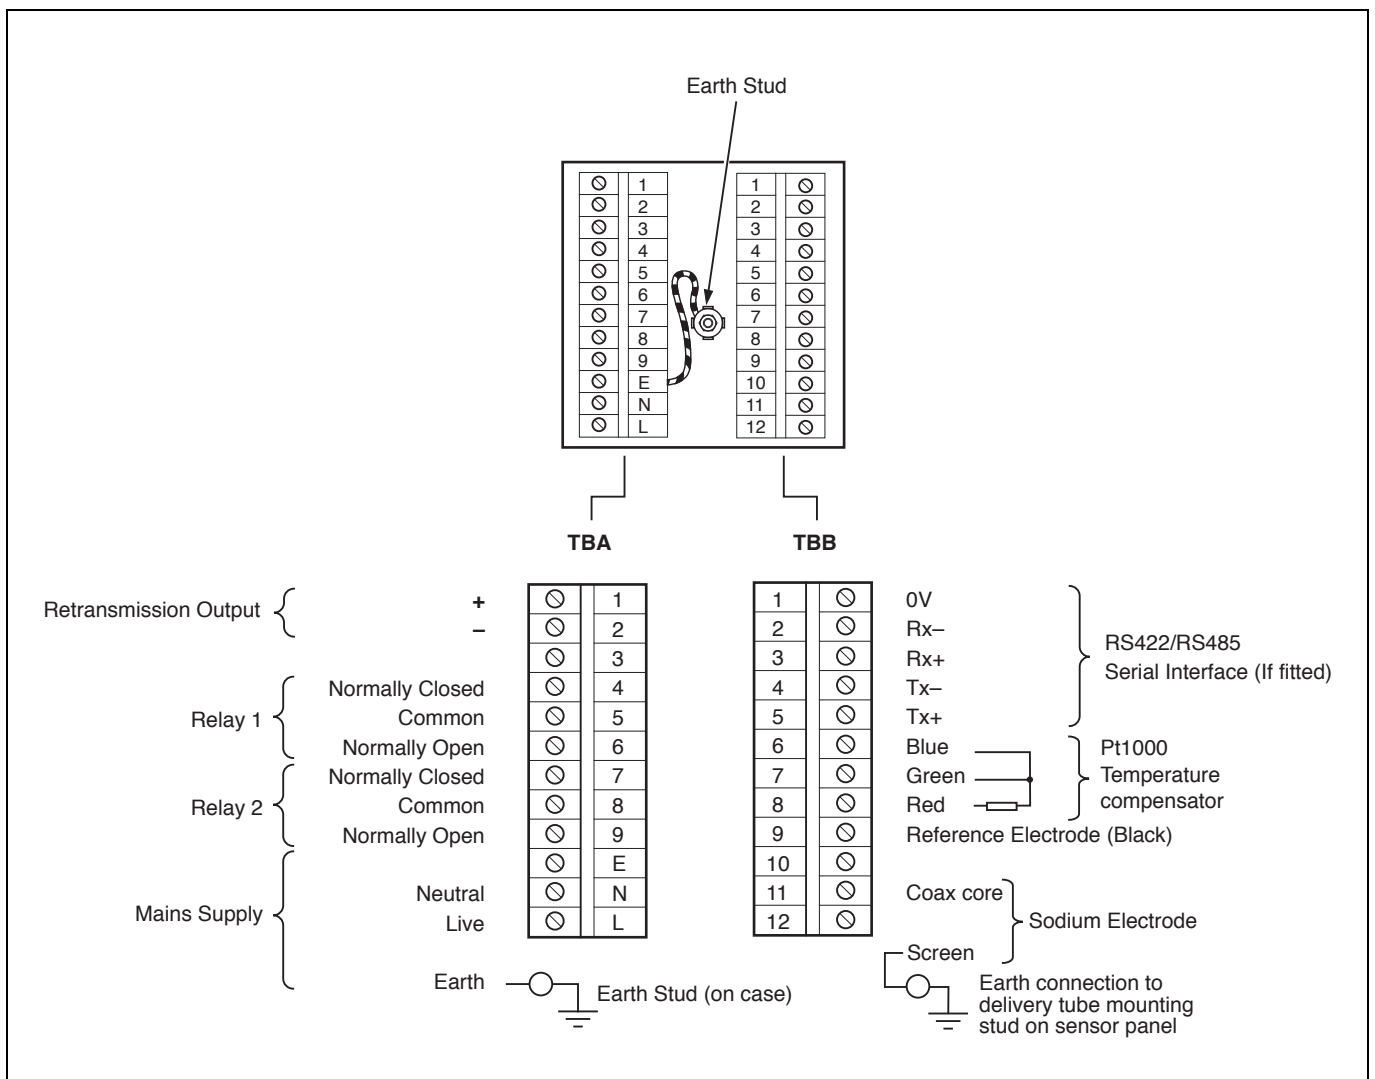 Earth Stud
1 1
2 2
3 3
4 4
5 5
6 6
7 7
8 8
9 9
E 10
N 11
L 12
TBA TBB
Retransmission Output
+ 1
– 2
3
Relay 1
Normally Closed 4
Common 5
Normally Open 6
Relay 2
Normally Closed 7
Common 8
Normally Open 9
Mains Supply
E
Neutral N
Live L
Earth
Earth Stud (on case)
1 0V
2 Rx–
3 Rx+
4 Tx–
5 Tx+
RS422/RS485
Serial Interface (If fitted)
6 Blue
7 Green
8 Red
Pt1000
Temperature
compensator
9 Reference Electrode (Black)
10
11 Coax core
12
Sodium Electrode
Screen
Earth connection to
delivery tube mounting
stud on sensor panel